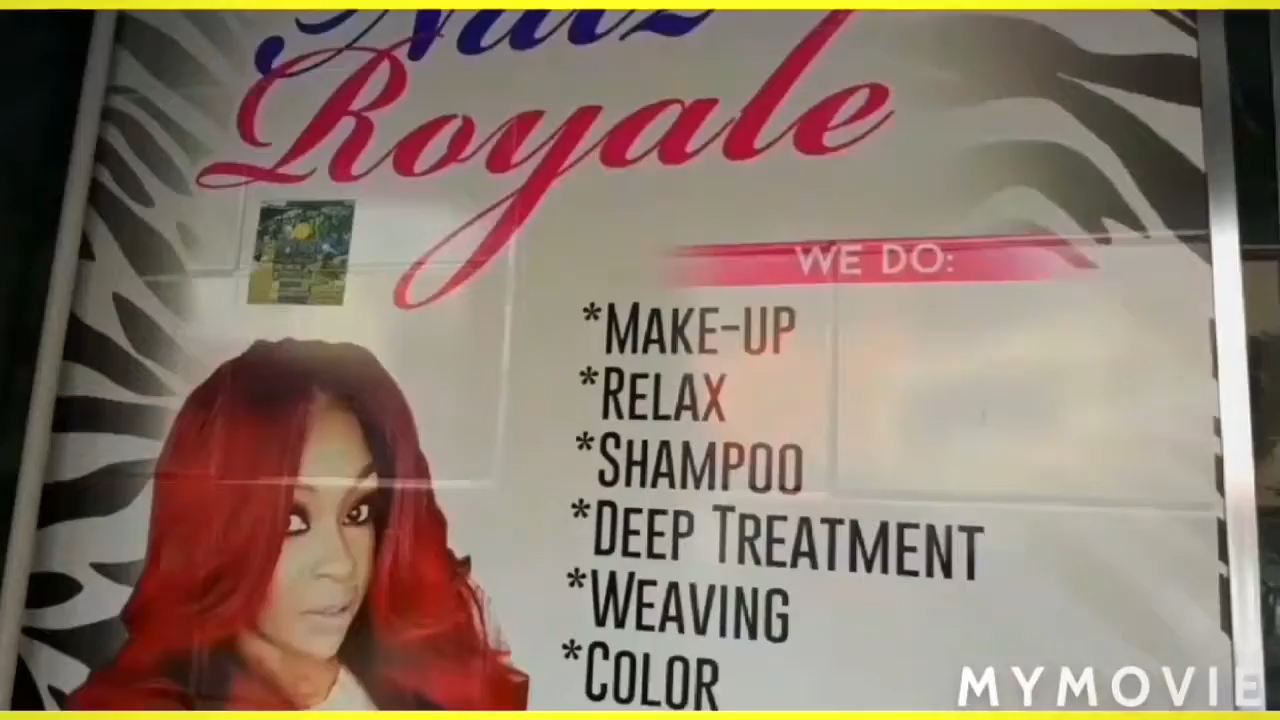 Royale
WE DO:
*MAKE-UP
*RELAX
*SHAMPOO
*DEEP TREATMENT
*WEAVING
*COLOR
MYMOVIE